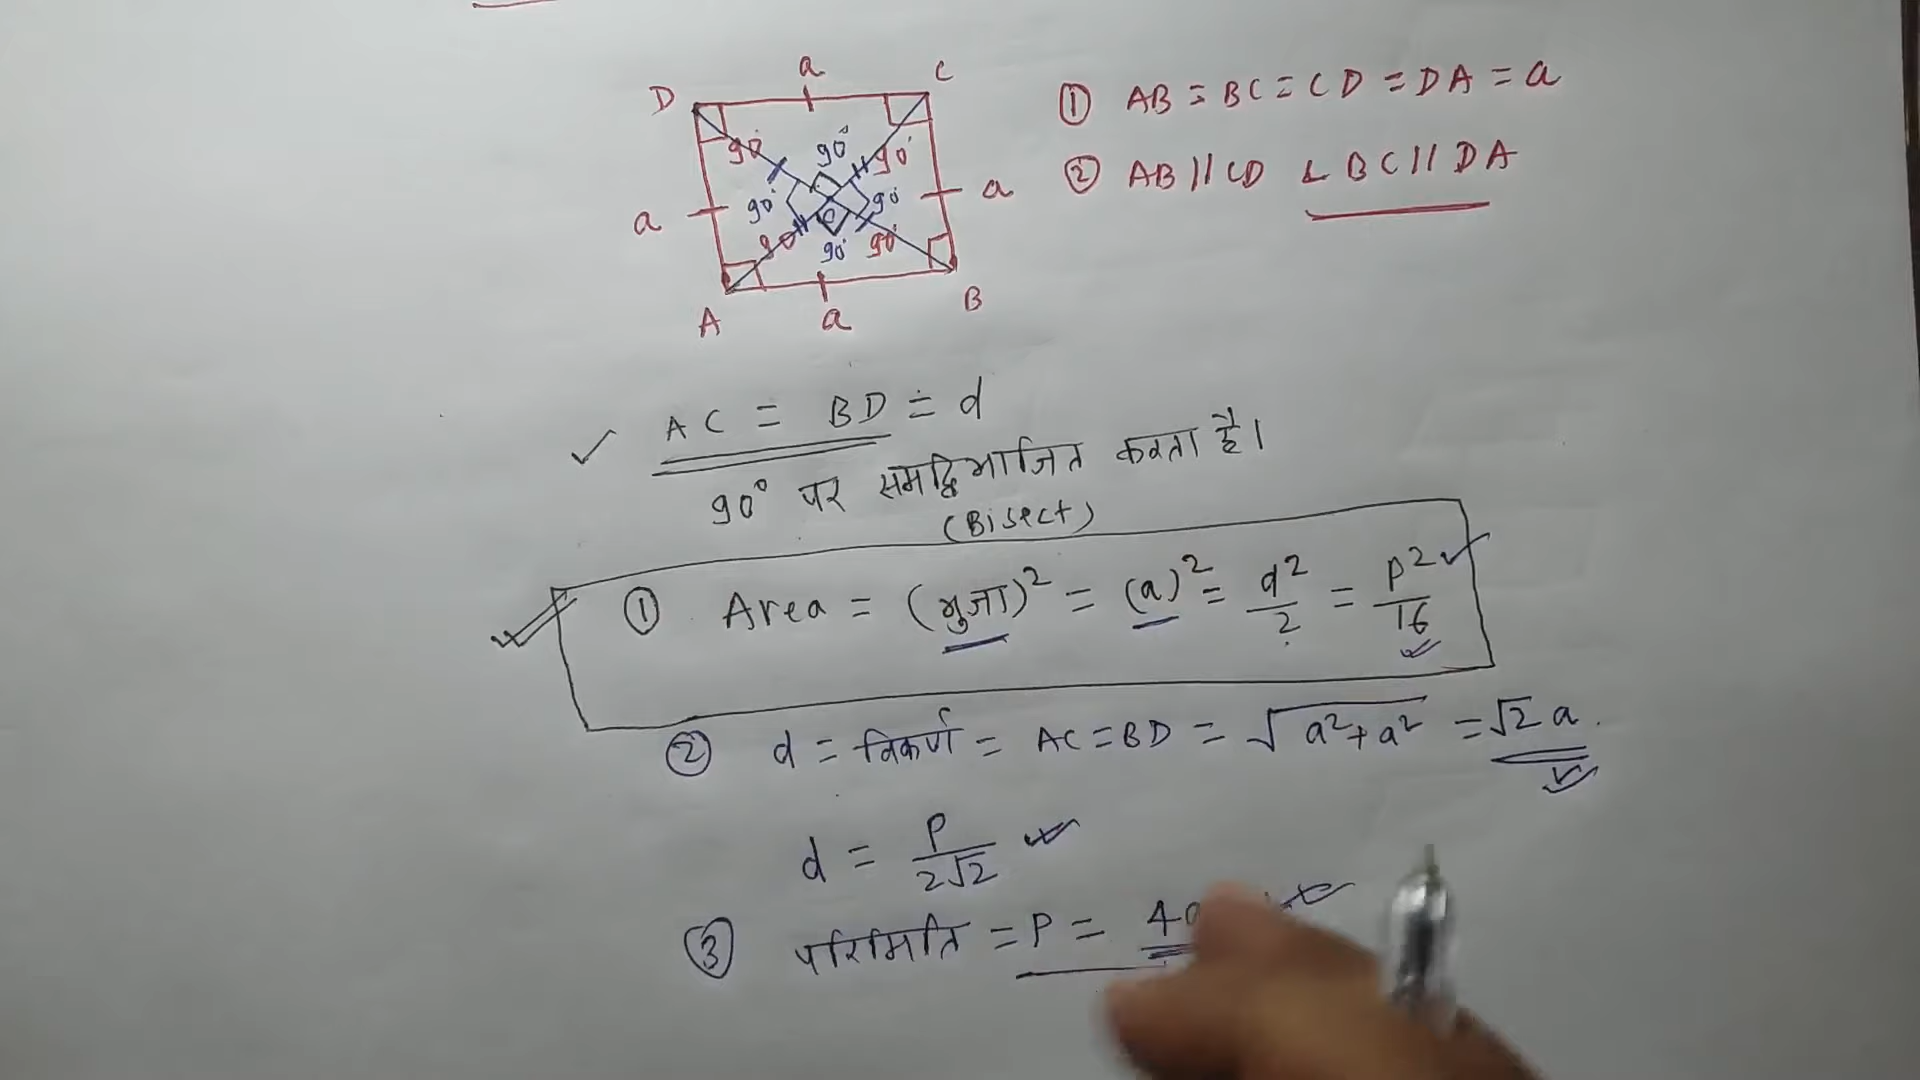 a
D C
90° 90° 90°
a 90° 90° a
90° 90° 90°
A a B
① AB = BC = CD = DA = a
② AB || CD & BC || DA
AC = BD = d
90° पर समद्विभाजित करता है।
(Bisect)
① Area = (भुजा)² = (a)² = d²/2 = P²/16
② d = विकर्ण = AC = BD = √a²+a² = √2 a.
d = P/2√2
③ परिमिति = P = 4a